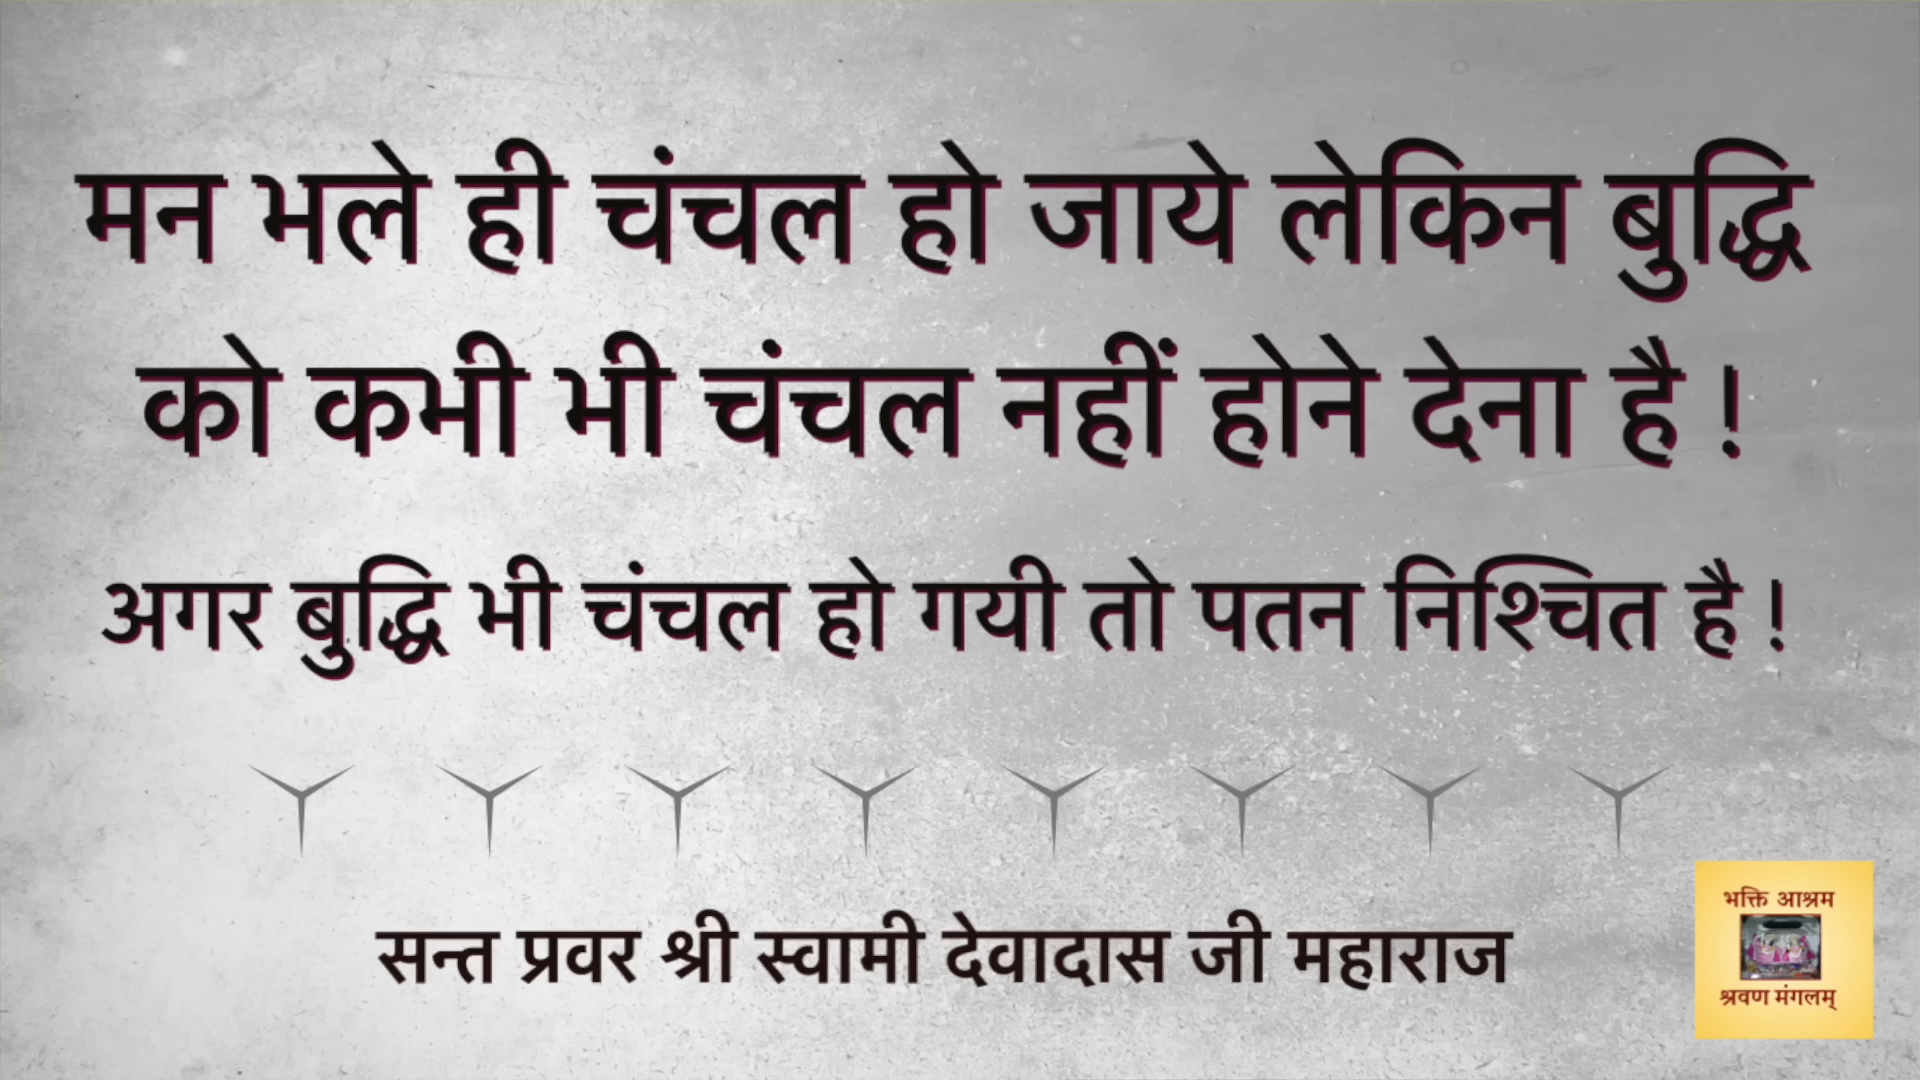 मन भले ही चंचल हो जाये लेकिन बुद्धि
को कभी भी चंचल नहीं होने देना है !
अगर बुद्धि भी चंचल हो गयी तो पतन निश्चित है !
सन्त प्रवर श्री स्वामी देवादास जी महाराज
भक्ति आश्रम
श्रवण मंगलम्